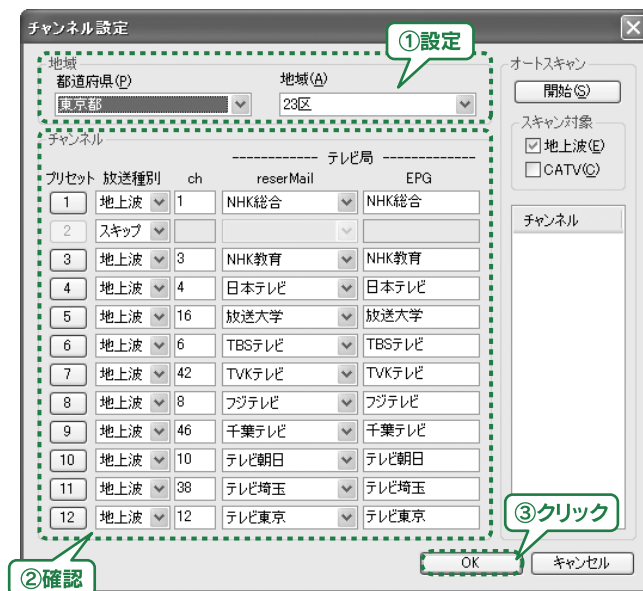 チャンネル設定
①設定
地域
都道府県(P)
地域(A)
東京都
23区
オートスキャン
開始(S)
スキャン対象
地上波(E)
CATV(C)
チャンネル
チャンネル
------------ テレビ局 -------------
プリセット 放送種別 ch reserMail EPG
1 地上波 1 NHK総合 NHK総合
2 スキップ
3 地上波 3 NHK教育 NHK教育
4 地上波 4 日本テレビ 日本テレビ
5 地上波 16 放送大学 放送大学
6 地上波 6 TBSテレビ TBSテレビ
7 地上波 42 TVKテレビ TVKテレビ
8 地上波 8 フジテレビ フジテレビ
9 地上波 46 千葉テレビ 千葉テレビ
10 地上波 10 テレビ朝日 テレビ朝日
11 地上波 38 テレビ埼玉 テレビ埼玉
12 地上波 12 テレビ東京 テレビ東京
③クリック
OK
キャンセル
②確認